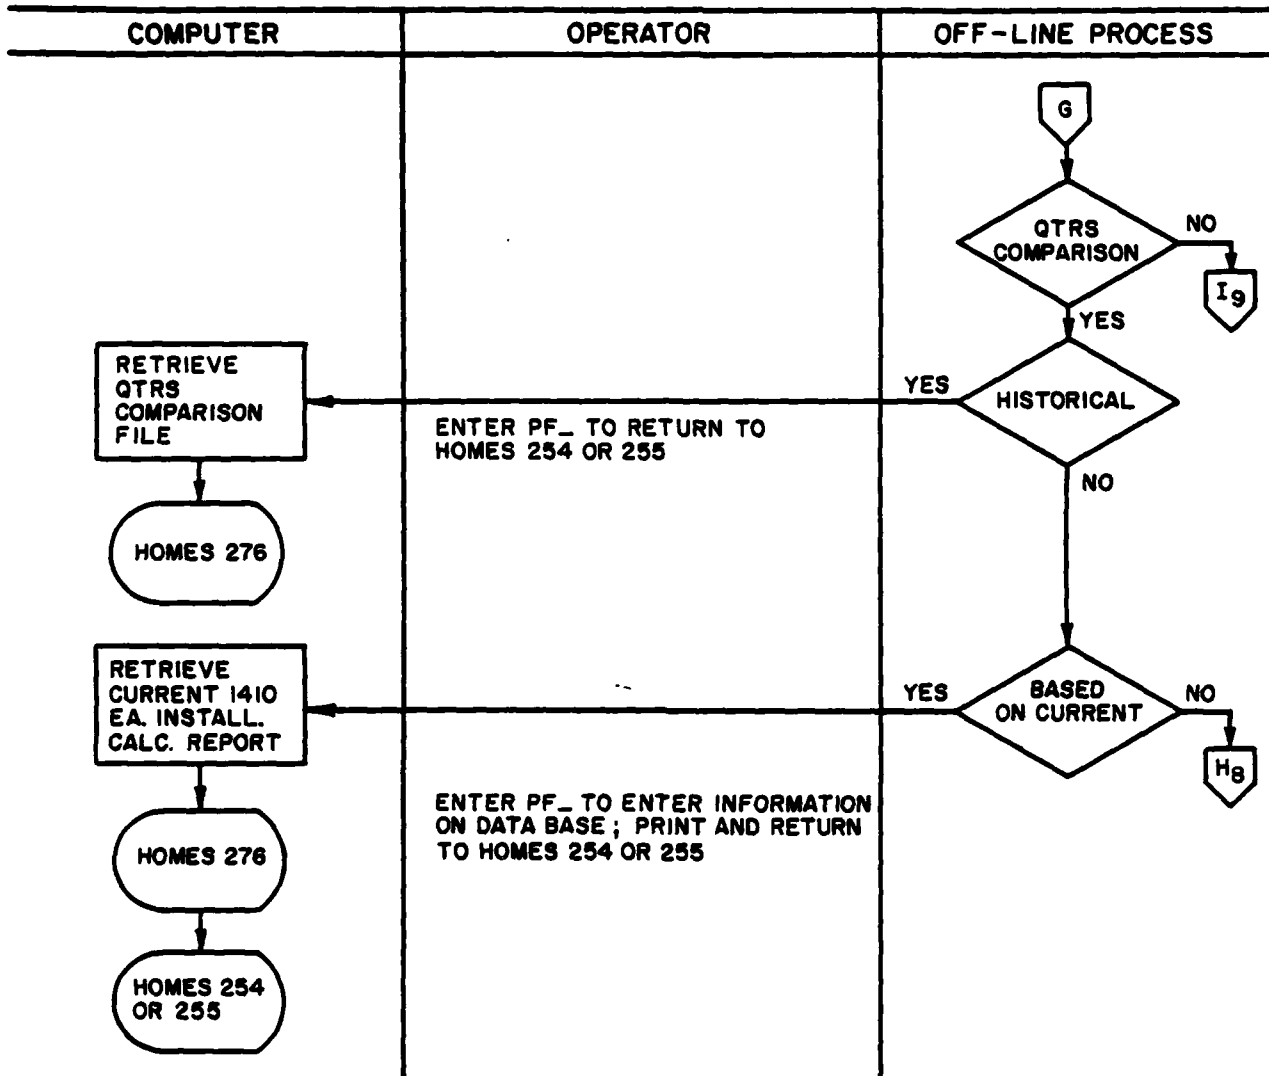 COMPUTER
OPERATOR
OFF-LINE PROCESS
G
QTRS
COMPARISON
NO
I9
YES
RETRIEVE
QTRS
COMPARISON
FILE
YES
HISTORICAL
ENTER PF_ TO RETURN TO
HOMES 254 OR 255
NO
HOMES 276
RETRIEVE
CURRENT 1410
EA. INSTALL.
CALC. REPORT
YES
BASED
ON CURRENT
NO
H8
ENTER PF_ TO ENTER INFORMATION
ON DATA BASE; PRINT AND RETURN
TO HOMES 254 OR 255
HOMES 276
HOMES 254
OR 255